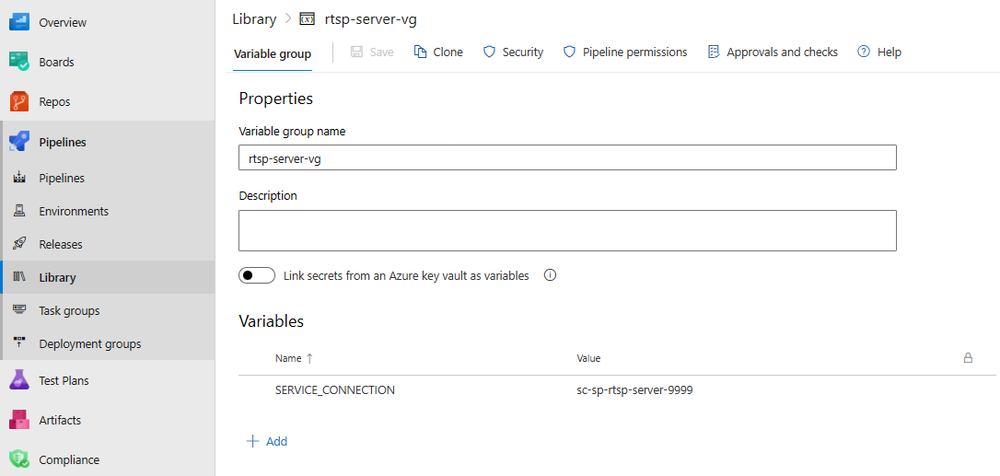 Overview
Boards
Repos
Pipelines
Pipelines
Environments
Releases
Library
Task groups
Deployment groups
Test Plans
Artifacts
Compliance
Library > rtsp-server-vg
Variable group Save Clone Security Pipeline permissions Approvals and checks Help
Properties
Variable group name
rtsp-server-vg
Description
Link secrets from an Azure key vault as variables
Variables
Name ↑ Value
SERVICE_CONNECTION sc-sp-rtsp-server-9999
+ Add